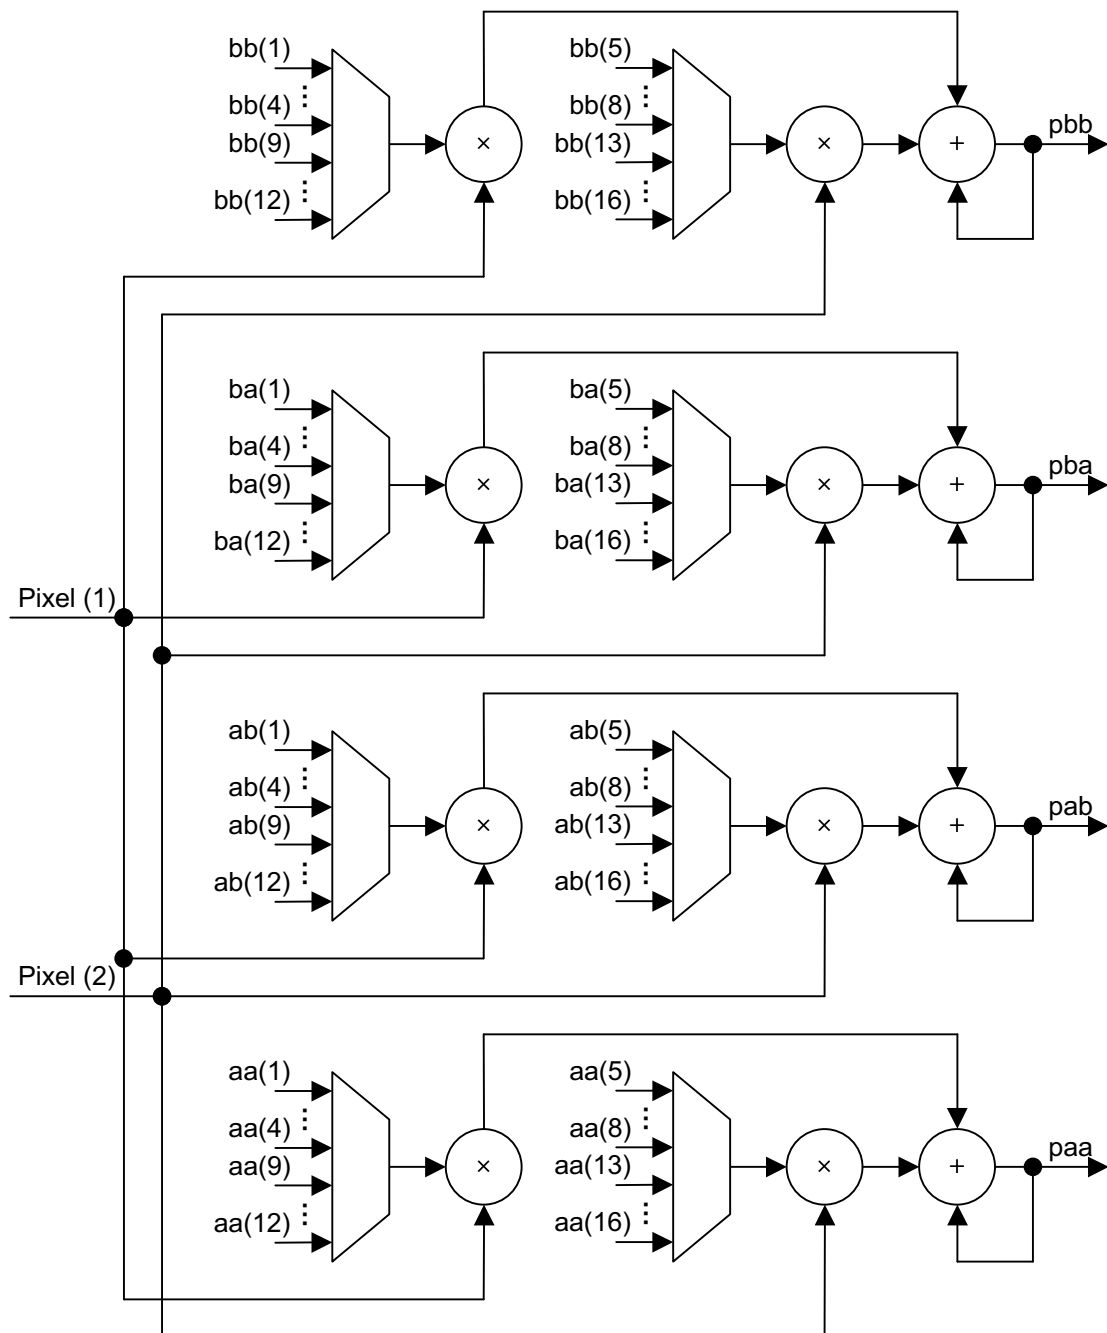 bb(1) bb(5)
bb(4) bb(8)
bb(9) × bb(13) × + pbb
bb(12) bb(16)
ba(1) ba(5)
ba(4) ba(8)
ba(9) × ba(13) × + pba
ba(12) ba(16)
Pixel (1)
ab(1) ab(5)
ab(4) ab(8)
ab(9) × ab(13) × + pab
ab(12) ab(16)
Pixel (2)
aa(1) aa(5)
aa(4) aa(8)
aa(9) × aa(13) × + paa
aa(12) aa(16)